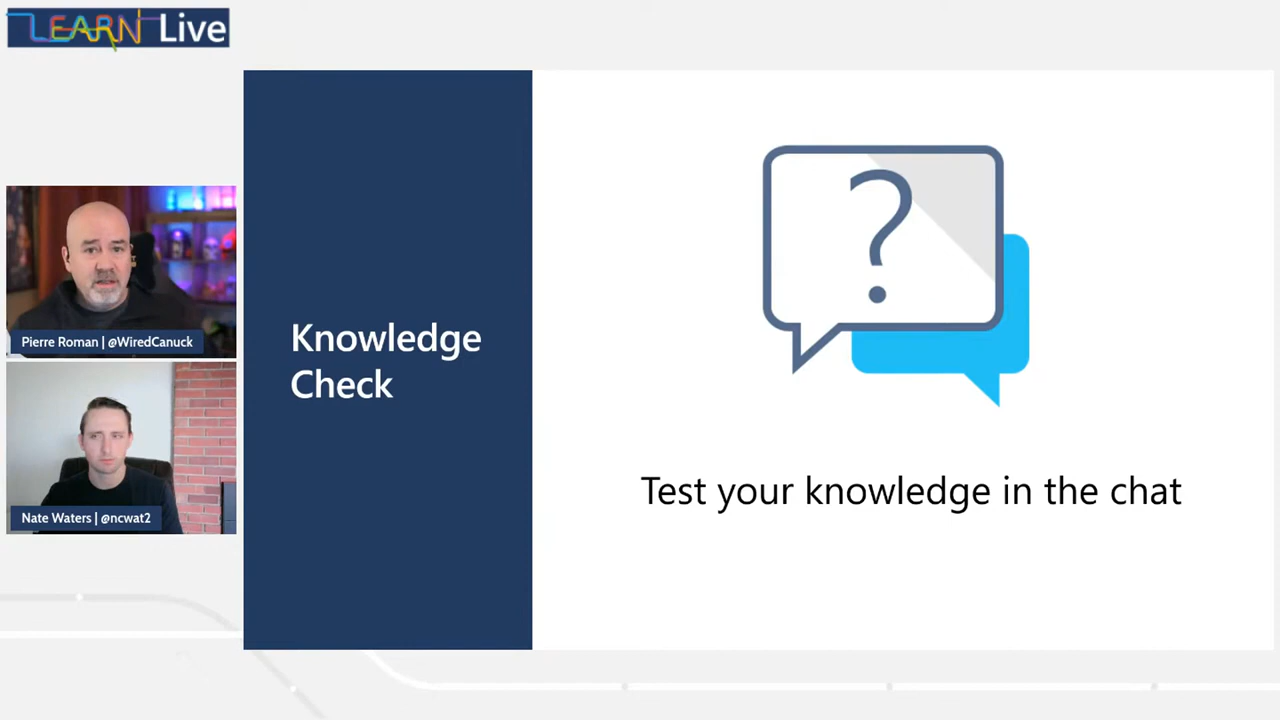 LEARN Live
Pierre Roman | @WiredCanuck
Nate Waters | @ncwat2
Knowledge
Check
?
Test your knowledge in the chat